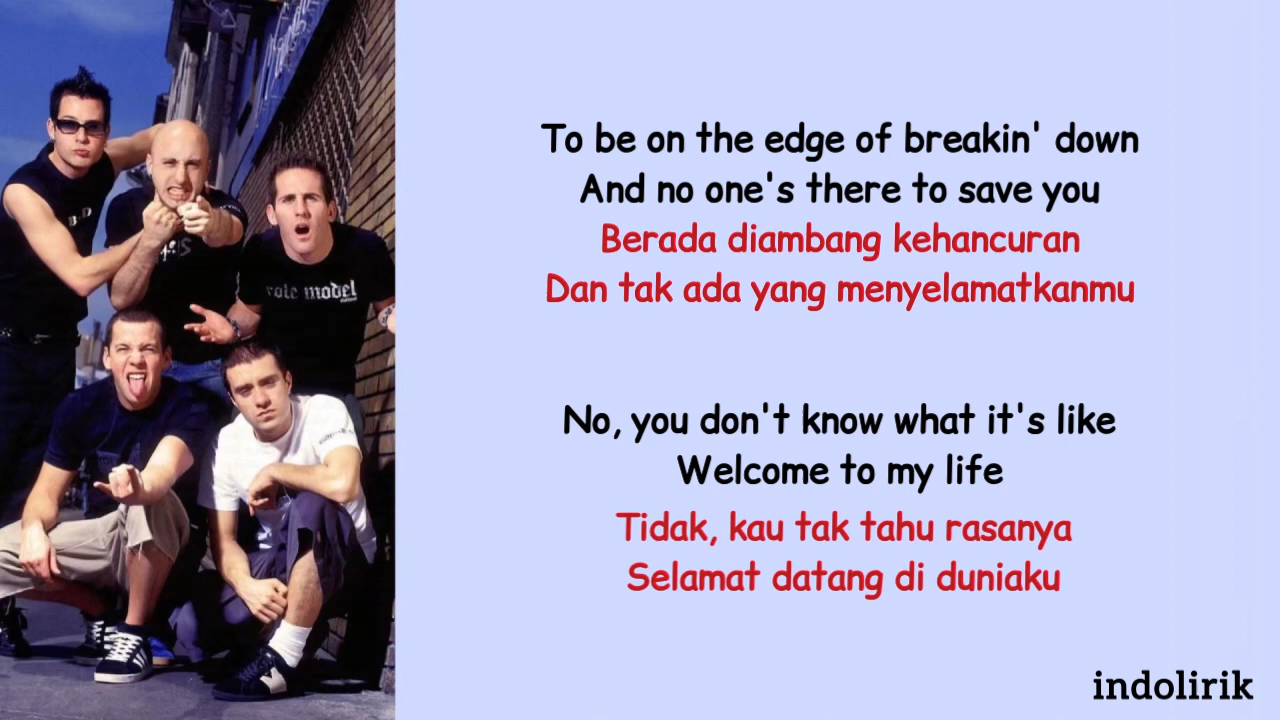 To be on the edge of breakin' down
And no one's there to save you
Berada diambang kehancuran
Dan tak ada yang menyelamatkanmu
No, you don't know what it's like
Welcome to my life
Tidak, kau tak tahu rasanya
Selamat datang di duniaku
indolirik
role model